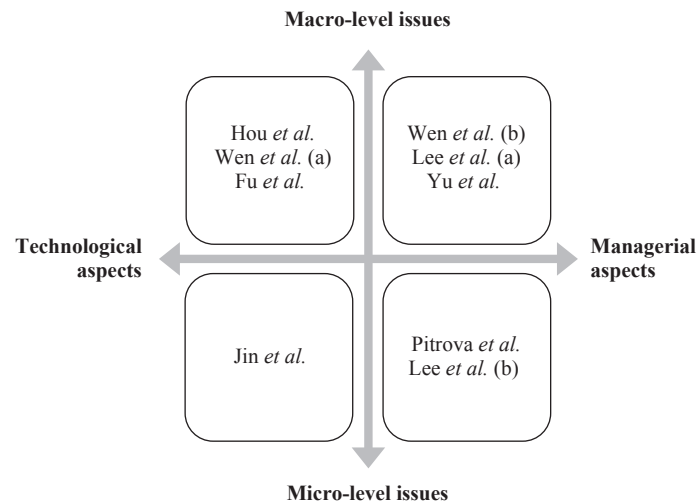 Macro-level issues
Hou et al.
Wen et al. (a)
Fu et al.
Wen et al. (b)
Lee et al. (a)
Yu et al.
Technological
aspects
Managerial
aspects
Jin et al.
Pitrova et al.
Lee et al. (b)
Micro-level issues